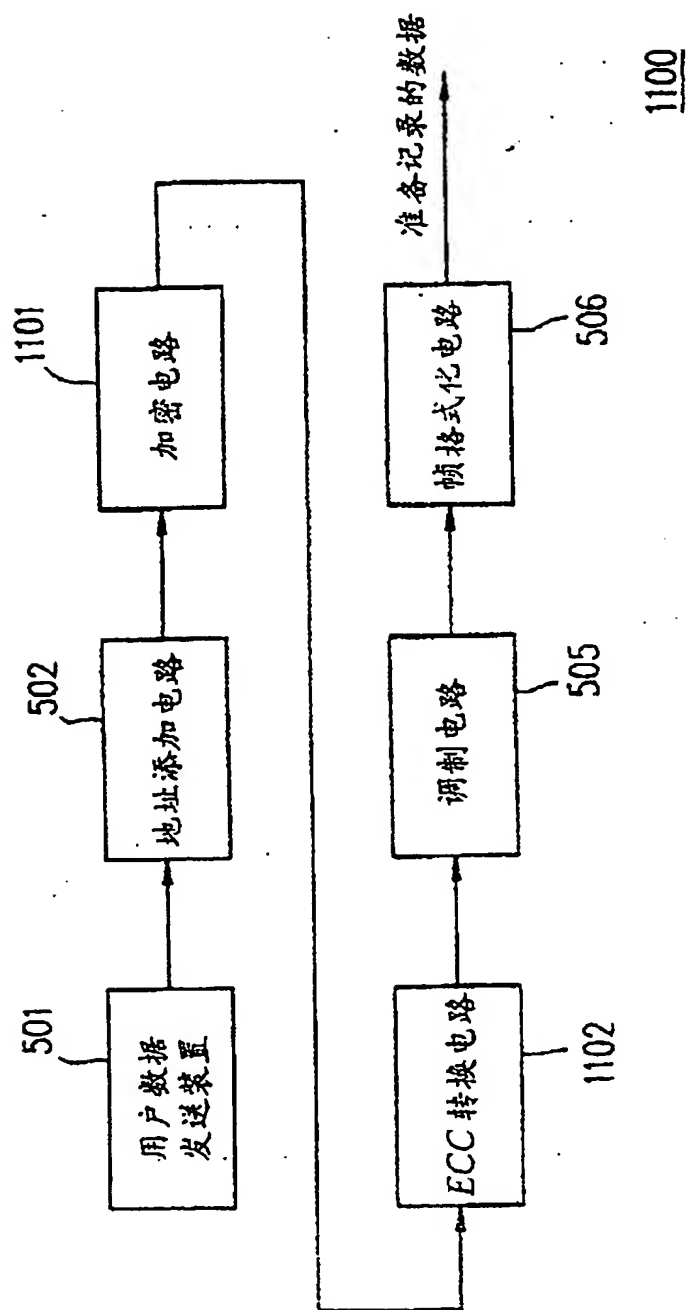 501
用户数据
发送装置
502
地址添加电路
1101
加密电路
ECC转换电路
1102
调制电路
505
帧格式化电路
506
准备记录的数据
1100